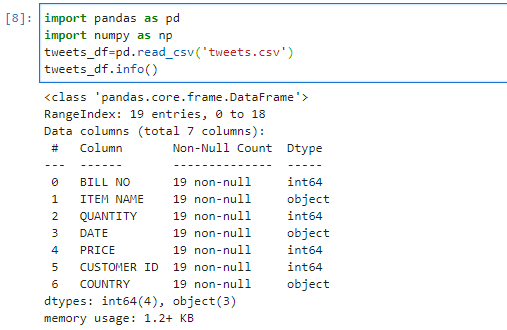 [8]: import pandas as pd
import numpy as np
tweets_df=pd.read_csv('tweets.csv')
tweets_df.info()
<class 'pandas.core.frame.DataFrame'>
RangeIndex: 19 entries, 0 to 18
Data columns (total 7 columns):
 #   Column       Non-Null Count  Dtype
---  ------       --------------  -----
 0   BILL NO      19 non-null     int64
 1   ITEM NAME    19 non-null     object
 2   QUANTITY     19 non-null     int64
 3   DATE         19 non-null     object
 4   PRICE        19 non-null     int64
 5   CUSTOMER ID  19 non-null     int64
 6   COUNTRY      19 non-null     object
dtypes: int64(4), object(3)
memory usage: 1.2+ KB